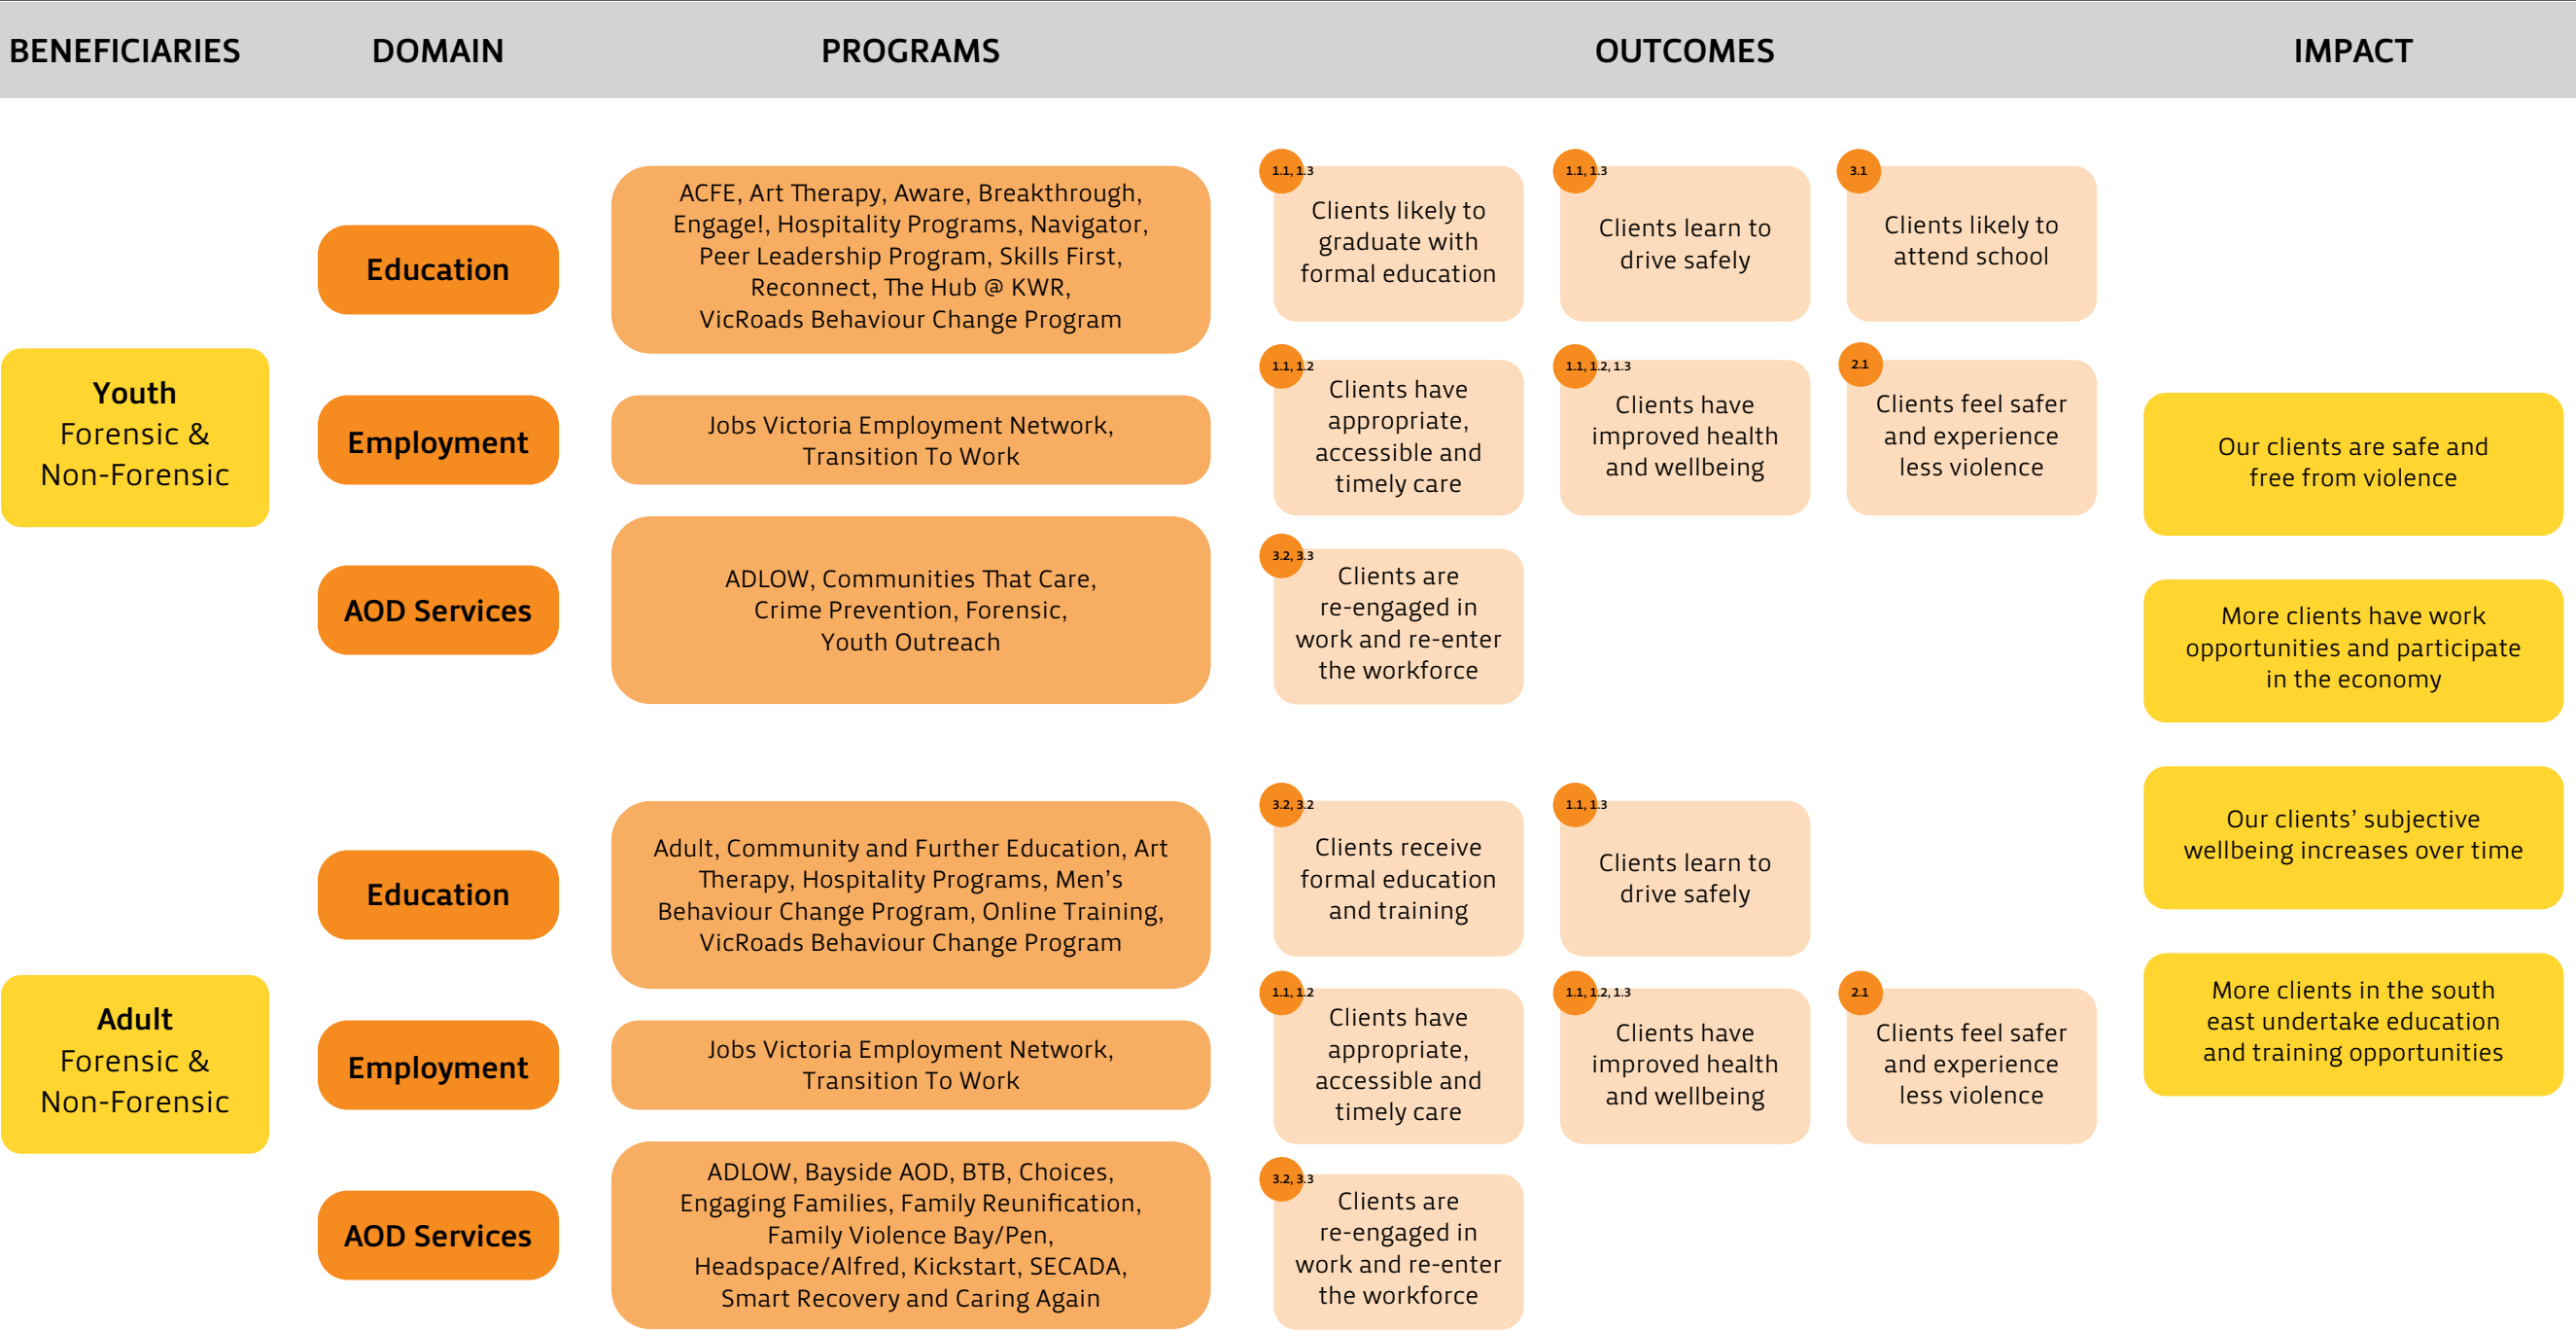 BENEFICIARIES
DOMAIN
PROGRAMS
OUTCOMES
IMPACT
Youth
Forensic &
Non-Forensic
Education
ACFE, Art Therapy, Aware, Breakthrough,
Engage!, Hospitality Programs, Navigator,
Peer Leadership Program, Skills First,
Reconnect, The Hub @ KWR,
VicRoads Behaviour Change Program
Employment
Jobs Victoria Employment Network,
Transition To Work
AOD Services
ADLOW, Communities That Care,
Crime Prevention, Forensic,
Youth Outreach
1.1, 1.3
Clients likely to
graduate with
formal education
1.1, 1.3
Clients learn to
drive safely
3.1
Clients likely to
attend school
1.1, 1.2
Clients have
appropriate,
accessible and
timely care
1.1, 1.2, 1.3
Clients have
improved health
and wellbeing
2.1
Clients feel safer
and experience
less violence
3.2, 3.3
Clients are
re-engaged in
work and re-enter
the workforce
Adult
Forensic &
Non-Forensic
Education
Adult, Community and Further Education, Art
Therapy, Hospitality Programs, Men's
Behaviour Change Program, Online Training,
VicRoads Behaviour Change Program
Employment
Jobs Victoria Employment Network,
Transition To Work
AOD Services
ADLOW, Bayside AOD, BTB, Choices,
Engaging Families, Family Reunification,
Family Violence Bay/Pen,
Headspace/Alfred, Kickstart, SECADA,
Smart Recovery and Caring Again
3.2, 3.2
Clients receive
formal education
and training
1.1, 1.3
Clients learn to
drive safely
1.1, 1.2
Clients have
appropriate,
accessible and
timely care
1.1, 1.2, 1.3
Clients have
improved health
and wellbeing
2.1
Clients feel safer
and experience
less violence
3.2, 3.3
Clients are
re-engaged in
work and re-enter
the workforce
Our clients are safe and
free from violence
More clients have work
opportunities and participate
in the economy
Our clients' subjective
wellbeing increases over time
More clients in the south
east undertake education
and training opportunities